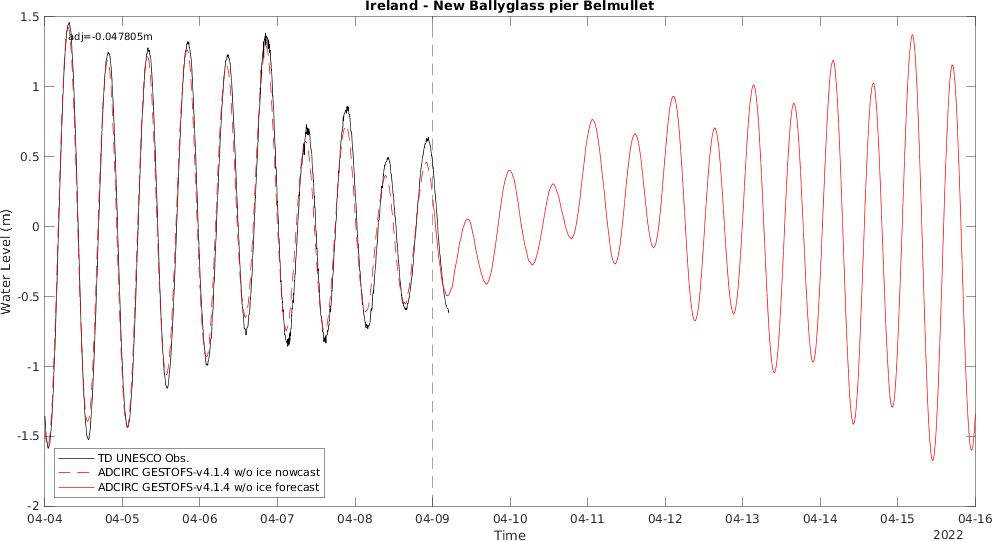 Ireland - New Ballyglass pier Belmullet
adj=-0.047805m
1.5
1
0.5
0
-0.5
-1
-1.5
-2
Water Level (m)
TD UNESCO Obs.
ADCIRC GESTOFS-v4.1.4 w/o ice nowcast
ADCIRC GESTOFS-v4.1.4 w/o ice forecast
04-04 04-05 04-06 04-07 04-08 04-09 04-10 04-11 04-12 04-13 04-14 04-15 04-16
Time
2022